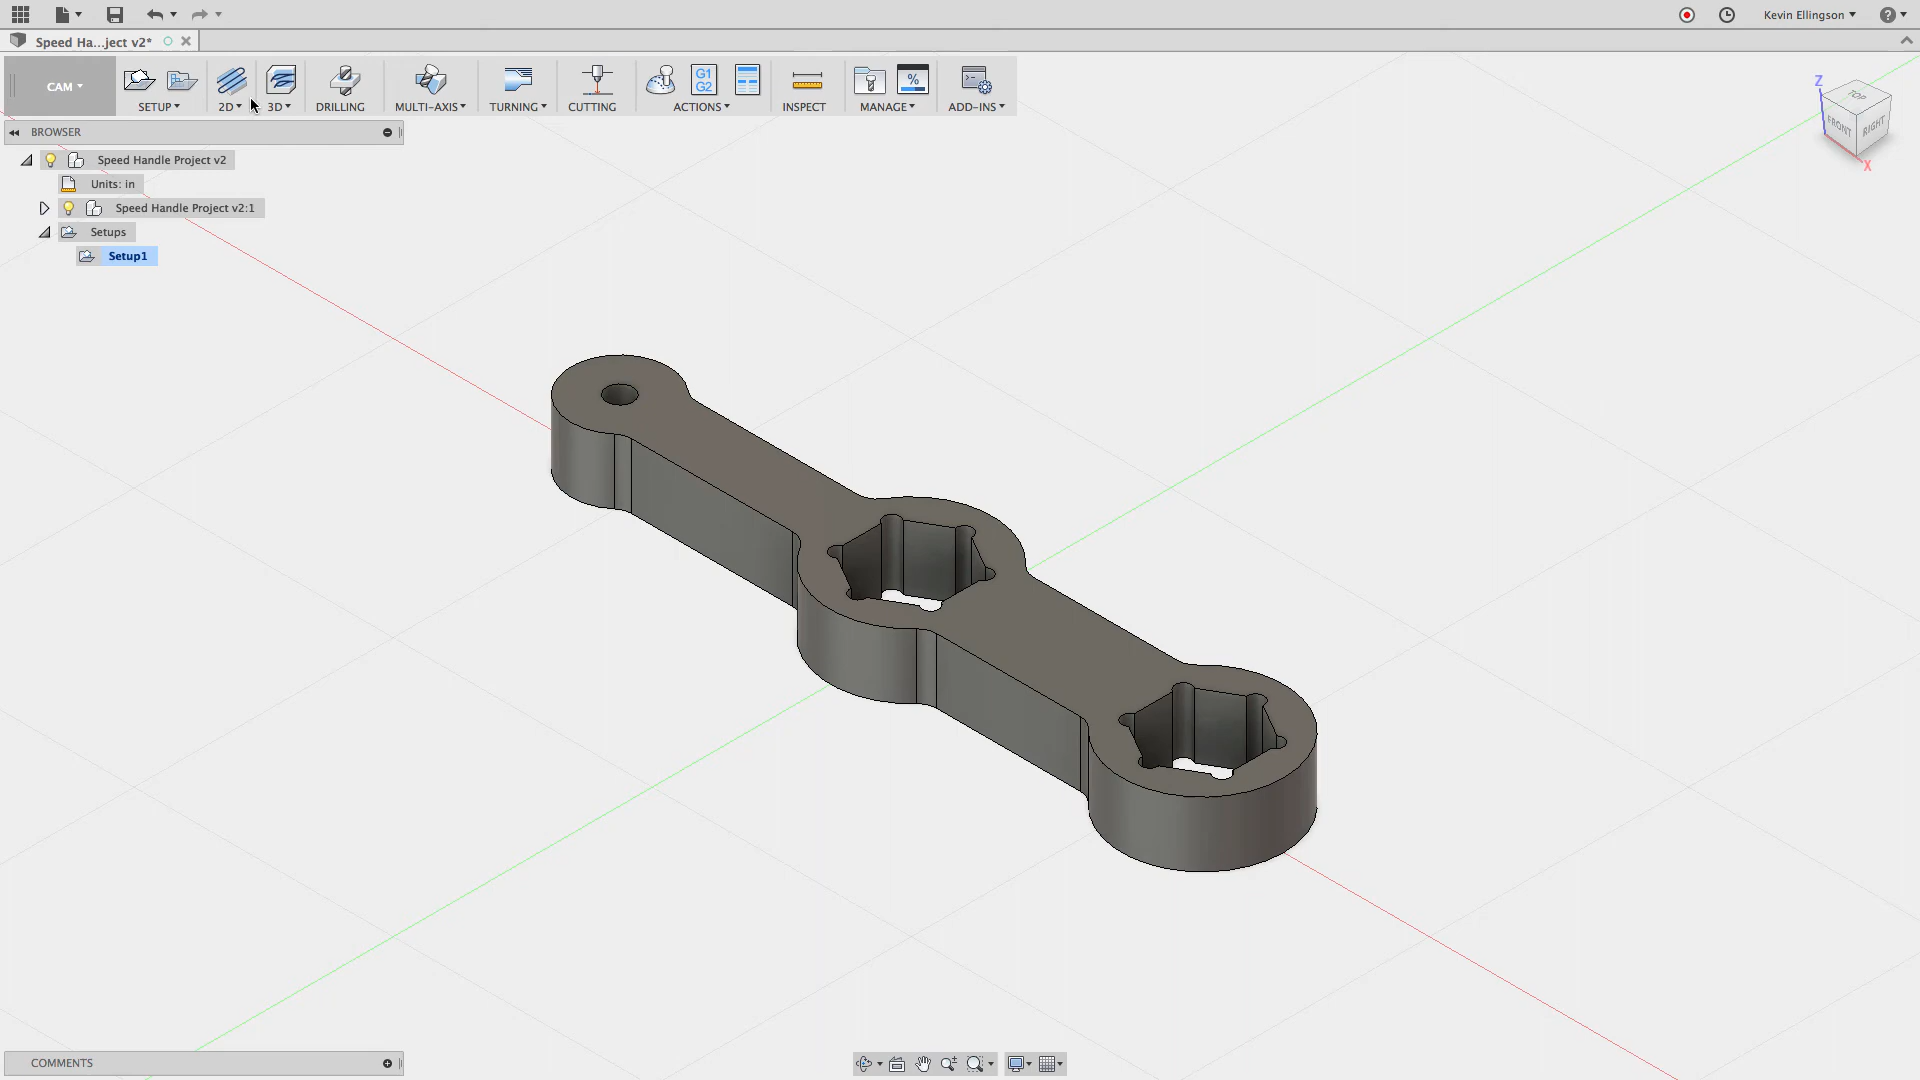 Kevin Ellingson
Speed Ha...ject v2*
CAM
SETUP
2D
3D
DRILLING
MULTI-AXIS
TURNING
CUTTING
G1
G2
ACTIONS
INSPECT
%
MANAGE
ADD-INS
BROWSER
Speed Handle Project v2
Units: in
Speed Handle Project v2:1
Setups
Setup1
Z
TOP
FRONT
RIGHT
X
COMMENTS